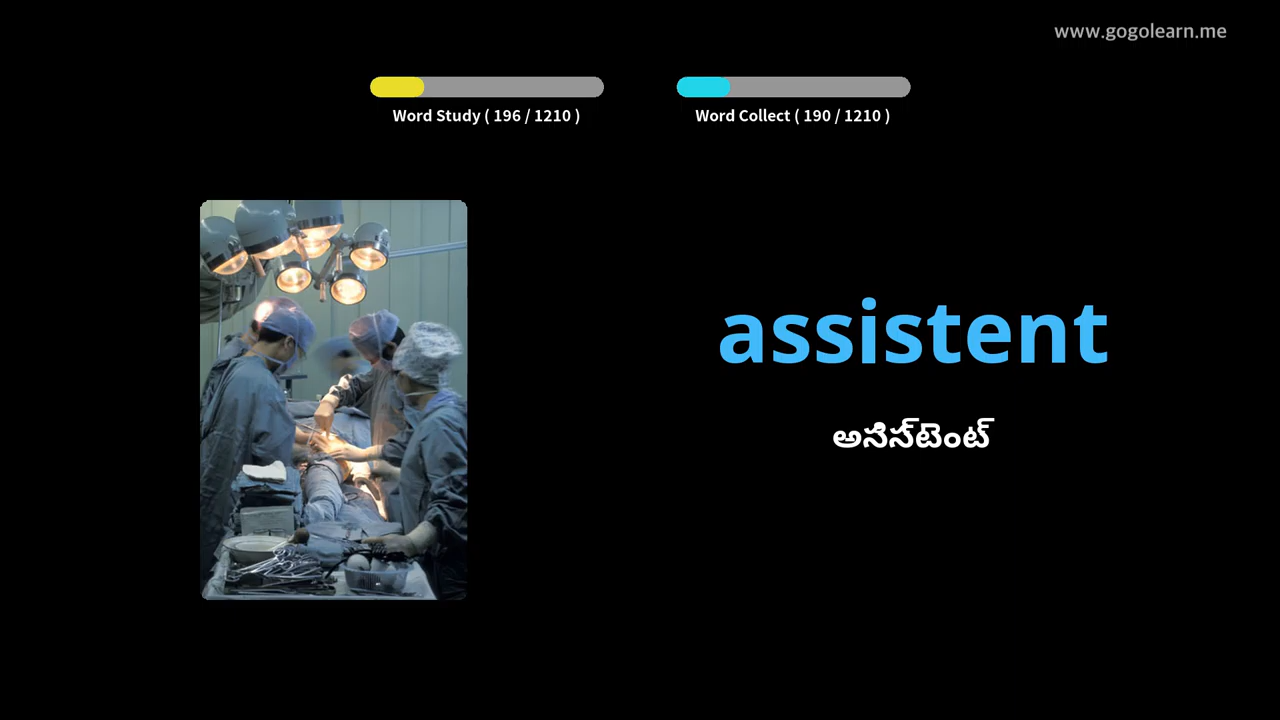 www.gogolearn.me
Word Study ( 196 / 1210 )
Word Collect ( 190 / 1210 )
assistent
అసిస్‌టెంట్